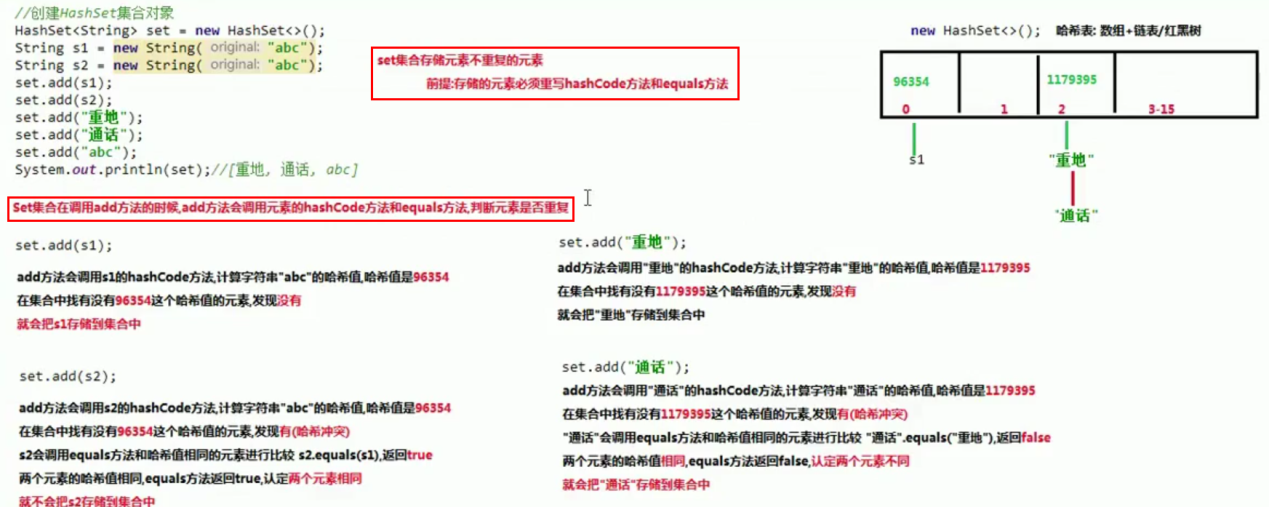 //创建HashSet集合对象
HashSet<String> set = new HashSet<>();
String s1 = new String( original: "abc");
String s2 = new String( original: "abc");
set.add(s1);
set.add(s2);
set.add("重地");
set.add("通话");
set.add("abc");
System.out.println(set);//[重地, 通话, abc]
set集合存储元素不重复的元素
前提:存储的元素必须重写hashCode方法和equals方法
new HashSet<>(); 哈希表: 数组+链表/红黑树
96354 1179395
0 1 2 3-15
s1 "重地"
"通话"
Set集合在调用add方法的时候,add方法会调用元素的hashCode方法和equals方法,判断元素是否重复
set.add(s1);
add方法会调用s1的hashCode方法,计算字符串"abc"的哈希值,哈希值是96354
在集合中找有没有96354这个哈希值的元素,发现没有
就会把s1存储到集合中
set.add(s2);
add方法会调用s2的hashCode方法,计算字符串"abc"的哈希值,哈希值是96354
在集合中找有没有96354这个哈希值的元素,发现有(哈希冲突)
s2会调用equals方法和哈希值相同的元素进行比较 s2.equals(s1),返回true
两个元素的哈希值相同,equals方法返回true,认定两个元素相同
就不会把s2存储到集合中
set.add("重地");
add方法会调用"重地"的hashCode方法,计算字符串"重地"的哈希值,哈希值是1179395
在集合中找有没有1179395这个哈希值的元素,发现没有
就会把"重地"存储到集合中
set.add("通话");
add方法会调用"通话"的hashCode方法,计算字符串"通话"的哈希值,哈希值是1179395
在集合中找有没有1179395这个哈希值的元素,发现有(哈希冲突)
"通话"会调用equals方法和哈希值相同的元素进行比较 "通话".equals("重地"),返回false
两个元素的哈希值相同,equals方法返回false,认定两个元素不同
就会把"通话"存储到集合中